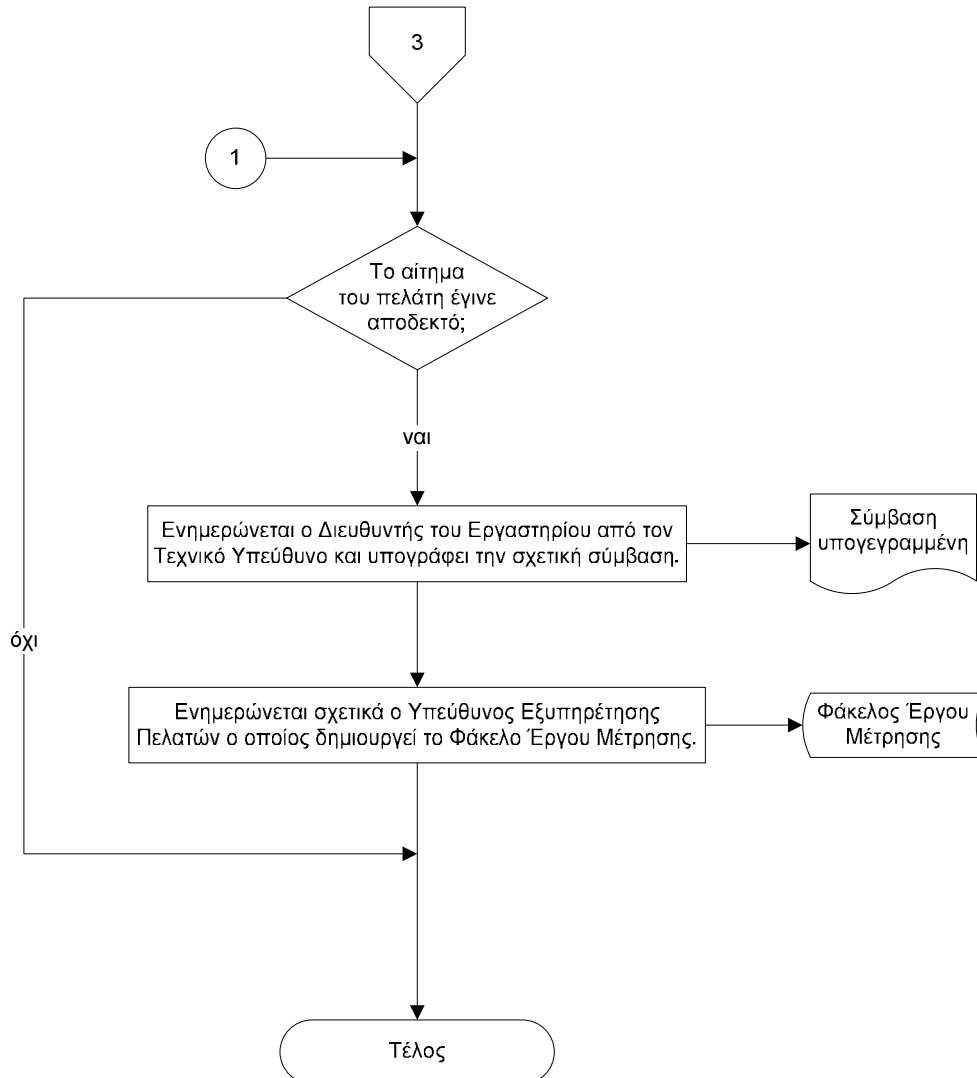 3
1
Το αίτημα
του πελάτη έγινε
αποδεκτό;
ναι
Ενημερώνεται ο Διευθυντής του Εργαστηρίου από τον
Τεχνικό Υπεύθυνο και υπογράφει την σχετική σύμβαση.
Σύμβαση
υπογεγραμμένη
όχι
Ενημερώνεται σχετικά ο Υπεύθυνος Εξυπηρέτησης
Πελατών ο οποίος δημιουργεί το Φάκελο Έργου Μέτρησης.
Φάκελος Έργου
Μέτρησης
Τέλος